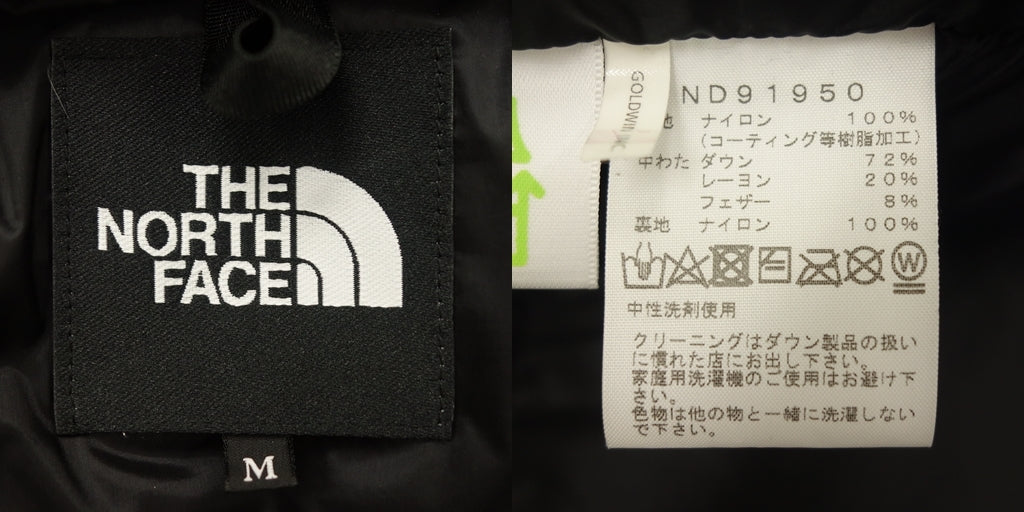 THE
NORTH
FACE
M
GOLDWIN INC.
ND91950
地 ナイロン 100%
(コーティング等樹脂加工)
中わた ダウン 72%
レーヨン 20%
フェザー 8%
裏地 ナイロン 100%
W
中性洗剤使用
クリーニングはダウン製品の扱い
に慣れた店にお出し下さい。
家庭用洗濯機のご使用はお避け下
さい。
色物は他の物と一緒に洗濯しない
で下さい。